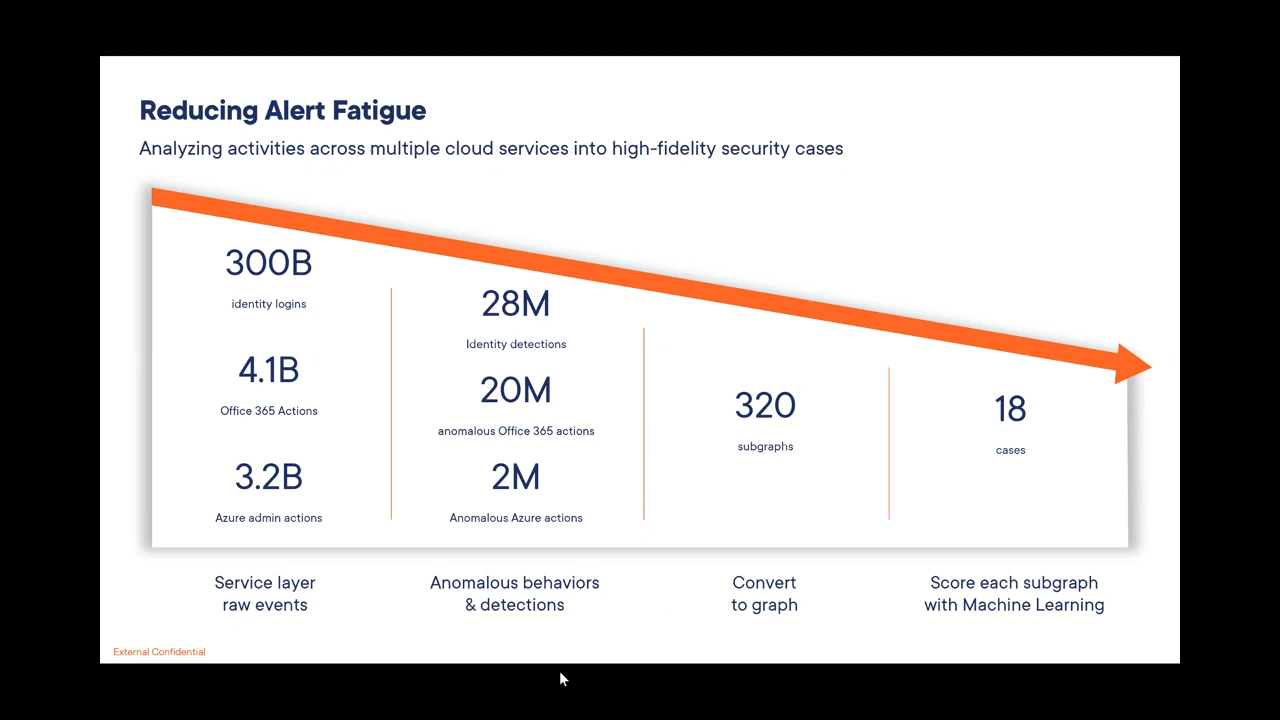 Reducing Alert Fatigue
Analyzing activities across multiple cloud services into high-fidelity security cases
300B
identity logins
4.1B
Office 365 Actions
3.2B
Azure admin actions
28M
Identity detections
20M
anomalous Office 365 actions
2M
Anomalous Azure actions
320
subgraphs
18
cases
Service layer
raw events
Anomalous behaviors
& detections
Convert
to graph
Score each subgraph
with Machine Learning
External Confidential